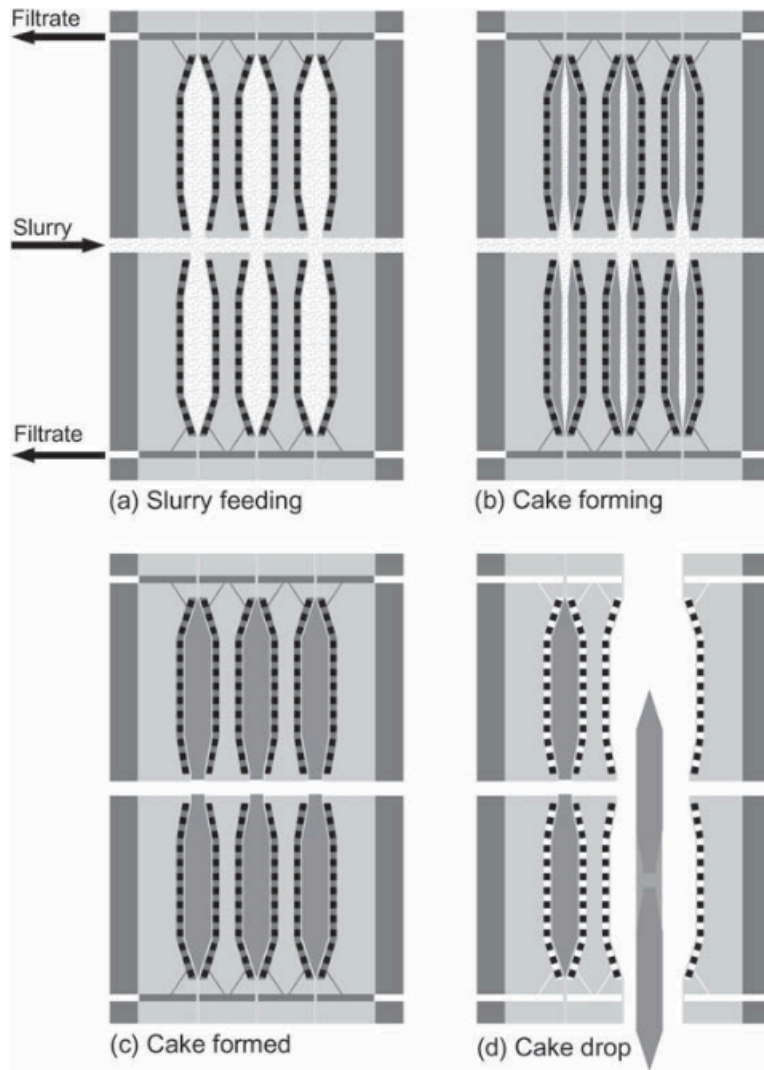 Filtrate
Slurry
Filtrate
(a) Slurry feeding
(b) Cake forming
(c) Cake formed
(d) Cake drop